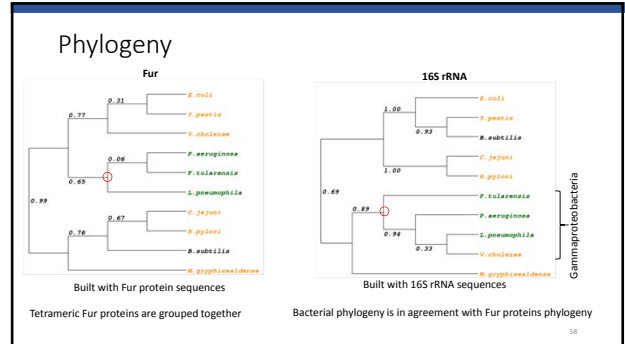 Phylogeny
Fur
0.99
0.77
0.31
E.coli
Y.pestis
V.cholerae
0.65
0.06
P.aeruginosa
F.tularensis
L.pneumophila
0.76
0.67
C.jejuni
H.pylori
B.subtilis
M.gryphiswaldense
Built with Fur protein sequences
Tetrameric Fur proteins are grouped together
16S rRNA
0.69
1.00
E.coli
0.93
Y.pestis
B.subtilis
1.00
C.jejuni
H.pylori
0.89
F.tularensis
0.94
P.aeruginosa
0.33
L.pneumophila
V.cholerae
M.gryphiswaldense
Gammaproteobacteria
Built with 16S rRNA sequences
Bacterial phylogeny is in agreement with Fur proteins phylogeny
58